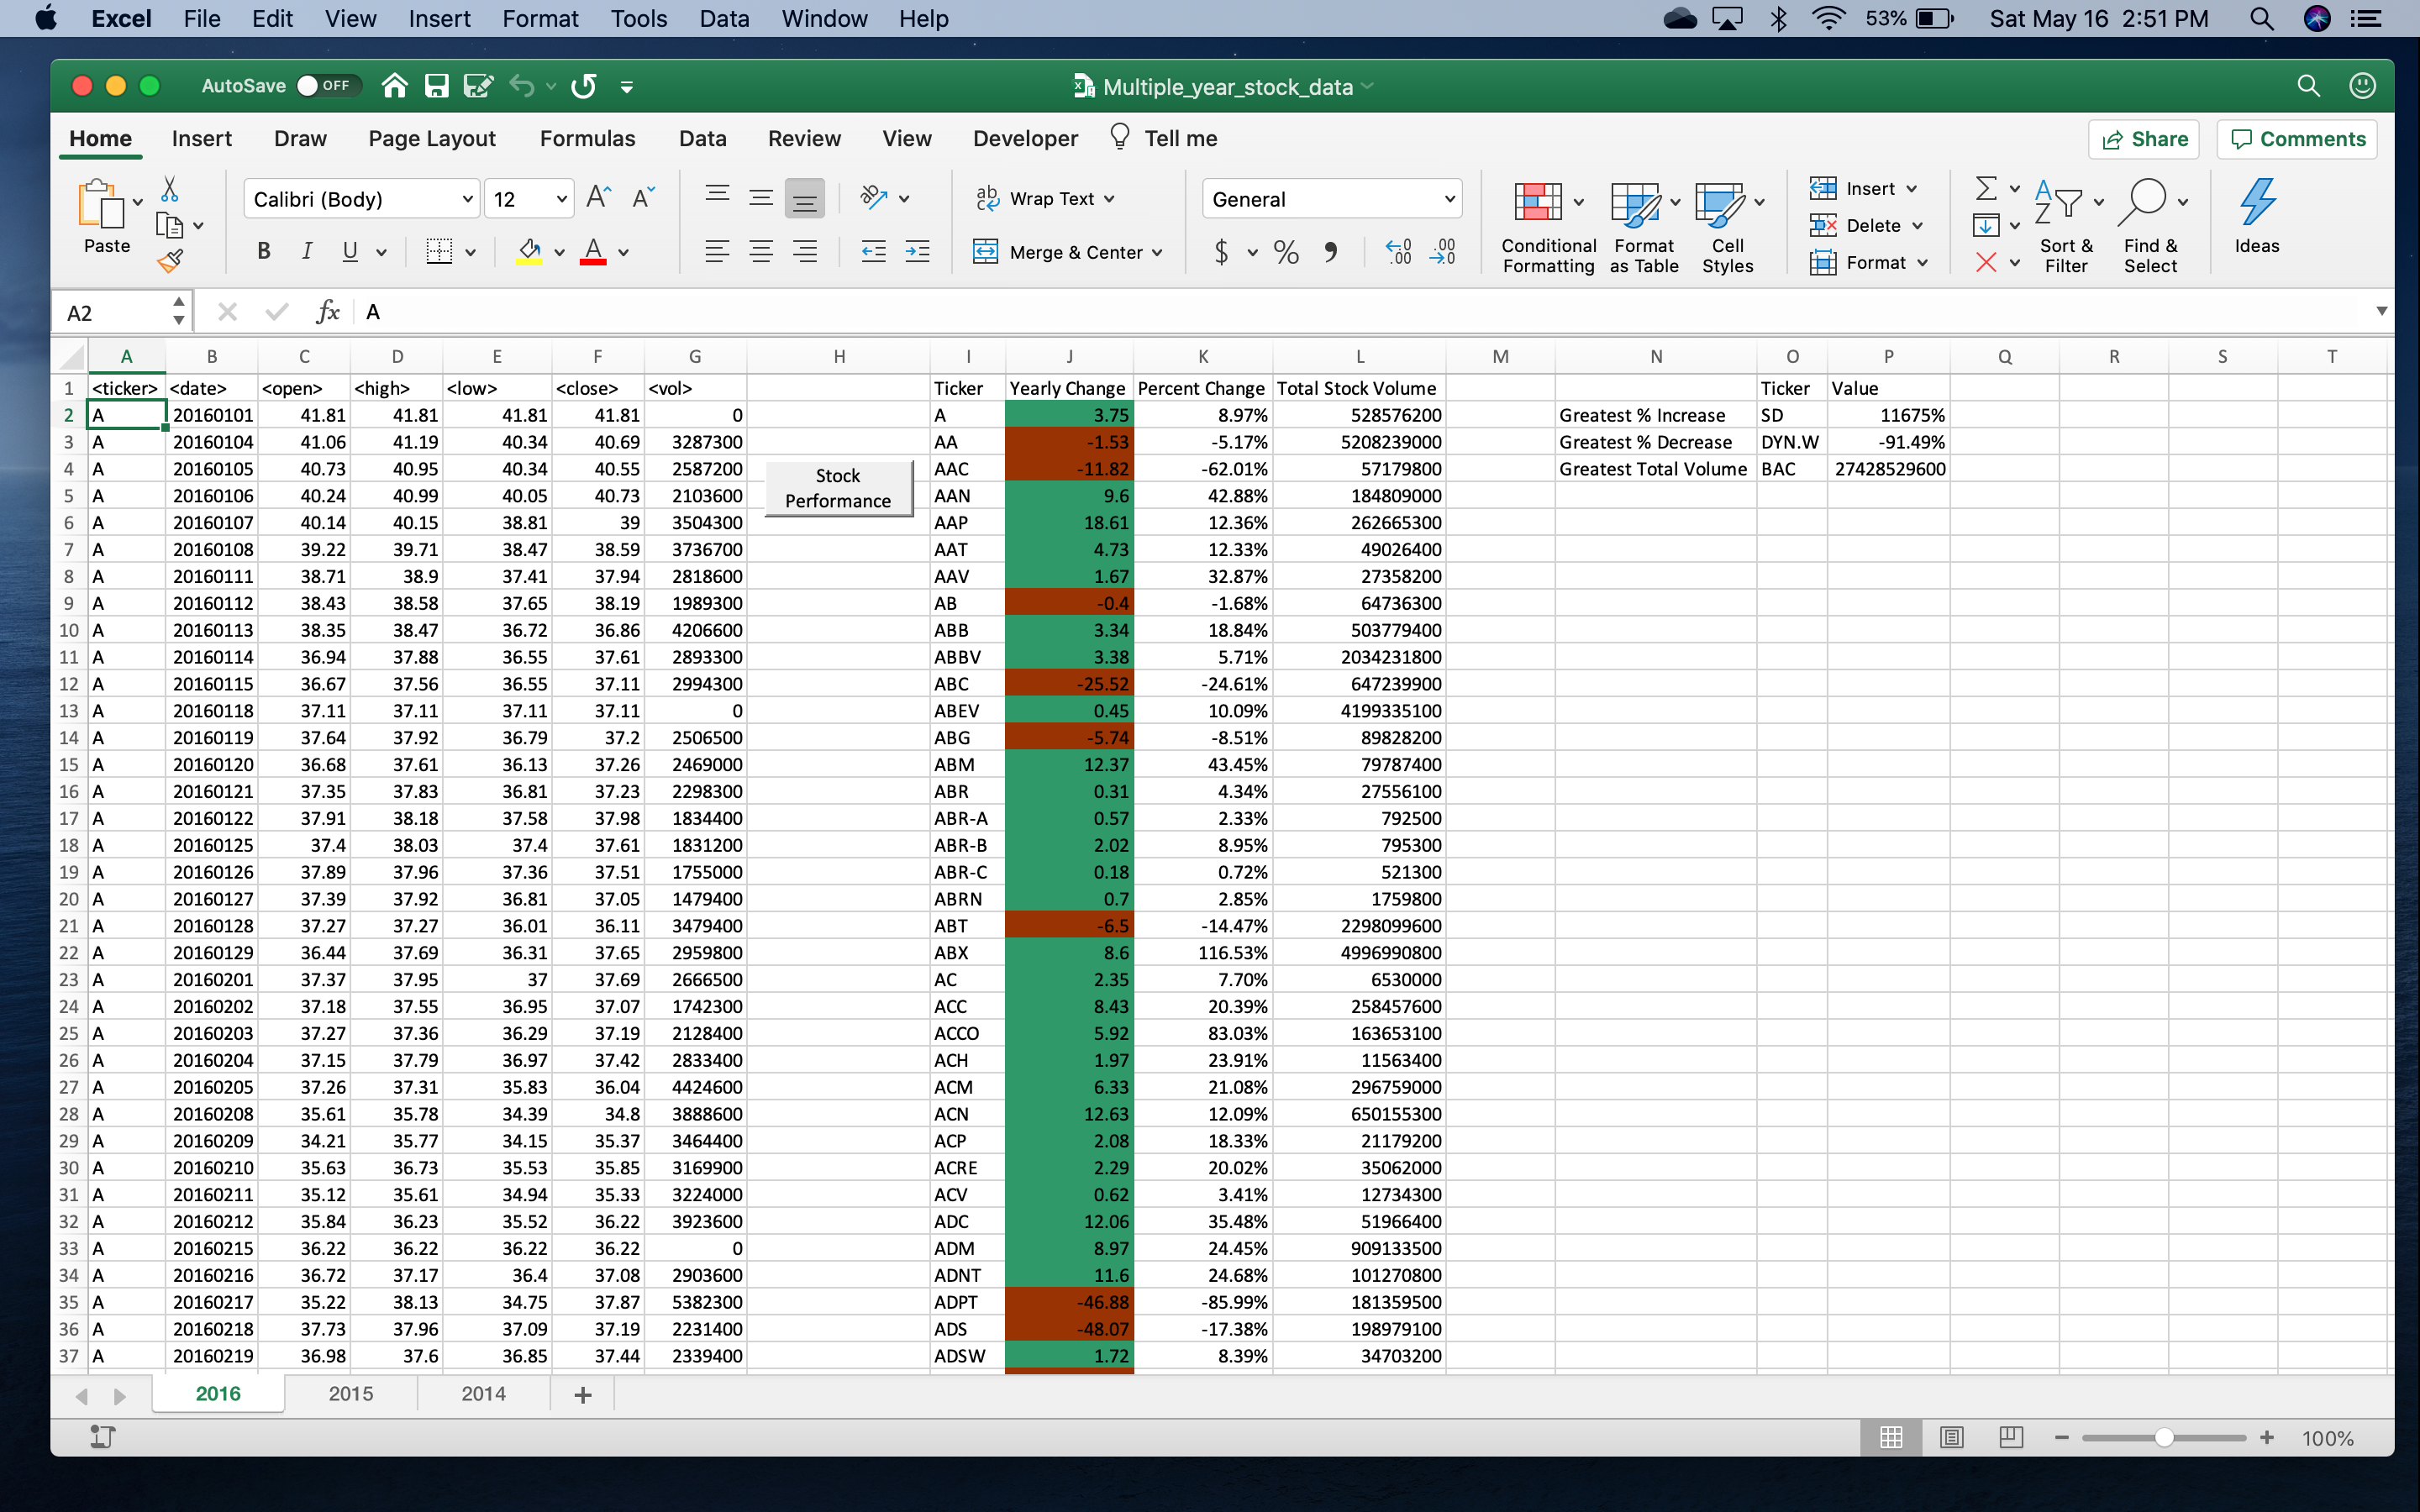 Excel File Edit View Insert Format Tools Data Window Help 53% Sat May 16 2:51 PM
AutoSave OFF Multiple_year_stock_data
Home Insert Draw Page Layout Formulas Data Review View Developer Tell me Share Comments
Paste Calibri (Body) 12 Wrap Text General Insert
B I U Merge & Center $ % Conditional Formatting Format as Table Cell Styles Delete Format Sort & Filter Find & Select Ideas
A2 fx A
A B C D E F G H I J K L M N O P Q R S T
1 <ticker> <date> <open> <high> <low> <close> <vol> Ticker Yearly Change Percent Change Total Stock Volume Ticker Value
2 A 20160101 41.81 41.81 41.81 41.81 0 A 3.75 8.97% 528576200 Greatest % Increase SD 11675%
3 A 20160104 41.06 41.19 40.34 40.69 3287300 AA -1.53 -5.17% 5208239000 Greatest % Decrease DYN.W -91.49%
4 A 20160105 40.73 40.95 40.34 40.55 2587200 AAC -11.82 -62.01% 57179800 Greatest Total Volume BAC 27428529600
Stock
Performance
5 A 20160106 40.24 40.99 40.05 40.73 2103600 AAN 9.6 42.88% 184809000
6 A 20160107 40.14 40.15 38.81 39 3504300 AAP 18.61 12.36% 262665300
7 A 20160108 39.22 39.71 38.47 38.59 3736700 AAT 4.73 12.33% 49026400
8 A 20160111 38.71 38.9 37.41 37.94 2818600 AAV 1.67 32.87% 27358200
9 A 20160112 38.43 38.58 37.65 38.19 1989300 AB -0.4 -1.68% 64736300
10 A 20160113 38.35 38.47 36.72 36.86 4206600 ABB 3.34 18.84% 503779400
11 A 20160114 36.94 37.88 36.55 37.61 2893300 ABBV 3.38 5.71% 2034231800
12 A 20160115 36.67 37.56 36.55 37.11 2994300 ABC -25.52 -24.61% 647239900
13 A 20160118 37.11 37.11 37.11 37.11 0 ABEV 0.45 10.09% 4199335100
14 A 20160119 37.64 37.92 36.79 37.2 2506500 ABG -5.74 -8.51% 89828200
15 A 20160120 36.68 37.61 36.13 37.26 2469000 ABM 12.37 43.45% 79787400
16 A 20160121 37.35 37.83 36.81 37.23 2298300 ABR 0.31 4.34% 27556100
17 A 20160122 37.91 38.18 37.58 37.98 1834400 ABR-A 0.57 2.33% 792500
18 A 20160125 37.4 38.03 37.4 37.61 1831200 ABR-B 2.02 8.95% 795300
19 A 20160126 37.89 37.96 37.36 37.51 1755000 ABR-C 0.18 0.72% 521300
20 A 20160127 37.39 37.92 36.81 37.05 1479400 ABRN 0.7 2.85% 1759800
21 A 20160128 37.27 37.27 36.01 36.11 3479400 ABT -6.5 -14.47% 2298099600
22 A 20160129 36.44 37.69 36.31 37.65 2959800 ABX 8.6 116.53% 4996990800
23 A 20160201 37.37 37.95 37 37.69 2666500 AC 2.35 7.70% 6530000
24 A 20160202 37.18 37.55 36.95 37.07 1742300 ACC 8.43 20.39% 258457600
25 A 20160203 37.27 37.36 36.29 37.19 2128400 ACCO 5.92 83.03% 163653100
26 A 20160204 37.15 37.79 36.97 37.42 2833400 ACH 1.97 23.91% 11563400
27 A 20160205 37.26 37.31 35.83 36.04 4424600 ACM 6.33 21.08% 296759000
28 A 20160208 35.61 35.78 34.39 34.8 3888600 ACN 12.63 12.09% 650155300
29 A 20160209 34.21 35.77 34.15 35.37 3464400 ACP 2.08 18.33% 21179200
30 A 20160210 35.63 36.73 35.53 35.85 3169900 ACRE 2.29 20.02% 35062000
31 A 20160211 35.12 35.61 34.94 35.33 3224000 ACV 0.62 3.41% 12734300
32 A 20160212 35.84 36.23 35.52 36.22 3923600 ADC 12.06 35.48% 51966400
33 A 20160215 36.22 36.22 36.22 36.22 0 ADM 8.97 24.45% 909133500
34 A 20160216 36.72 37.17 36.4 37.08 2903600 ADNT 11.6 24.68% 101270800
35 A 20160217 35.22 38.13 34.75 37.87 5382300 ADPT -46.88 -85.99% 181359500
36 A 20160218 37.73 37.96 37.09 37.19 2231400 ADS -48.07 -17.38% 198979100
37 A 20160219 36.98 37.6 36.85 37.44 2339400 ADSW 1.72 8.39% 34703200
2016 2015 2014 +
100%